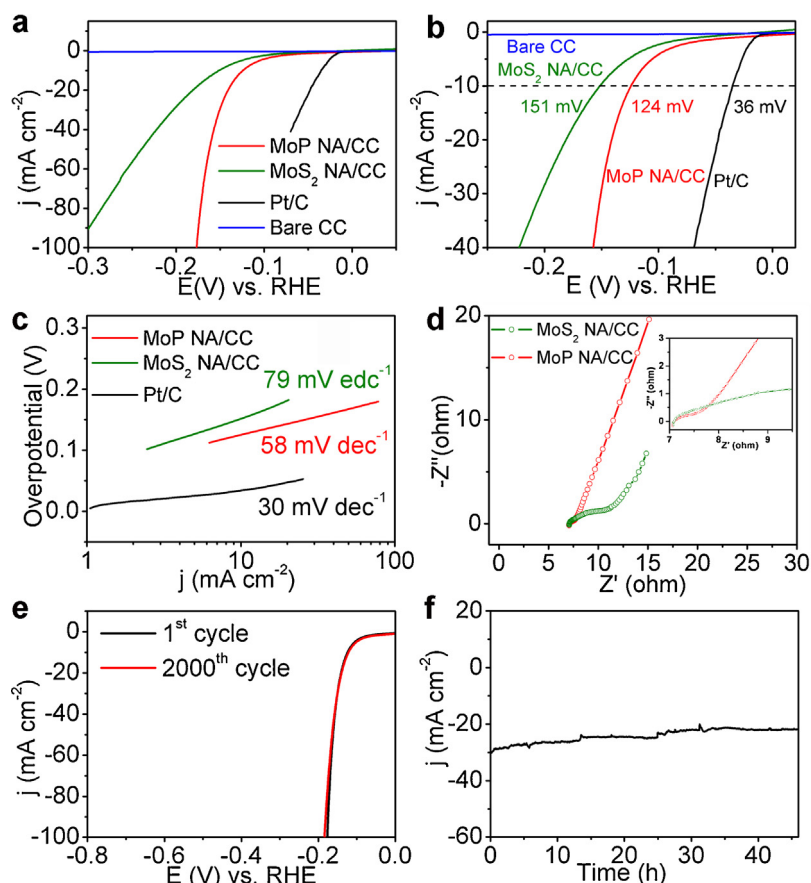 a
0
-20
-40
-60
-80
-100
j (mA cm⁻²)
MoP NA/CC
MoS₂ NA/CC
Pt/C
Bare CC
-0.3 -0.2 -0.1 0.0
E(V) vs. RHE
b
0
-10
-20
-30
-40
j (mA cm⁻²)
Bare CC
MoS₂ NA/CC
151 mV 124 mV 36 mV
MoP NA/CC
Pt/C
-0.2 -0.1 0.0
E (V) vs. RHE
c
0.3
0.2
0.1
0.0
Overpotential (V)
MoP NA/CC
MoS₂ NA/CC
Pt/C
79 mV edc⁻¹
58 mV dec⁻¹
30 mV dec⁻¹
1 10 100
j (mA cm⁻²)
d
20
10
0
-Z''(ohm)
MoS₂ NA/CC
MoP NA/CC
3
2
1
0
-Z'' (ohm)
7 8 9
Z' (ohm)
0 5 10 15 20 25 30
Z' (ohm)
e
0
-20
-40
-60
-80
-100
j (mA cm⁻²)
1ˢᵗ cycle
2000ᵗʰ cycle
-0.8 -0.6 -0.4 -0.2 0.0
E (V) vs. RHE
f
20
0
-20
-40
-60
j (mA cm⁻²)
0 10 20 30 40
Time (h)